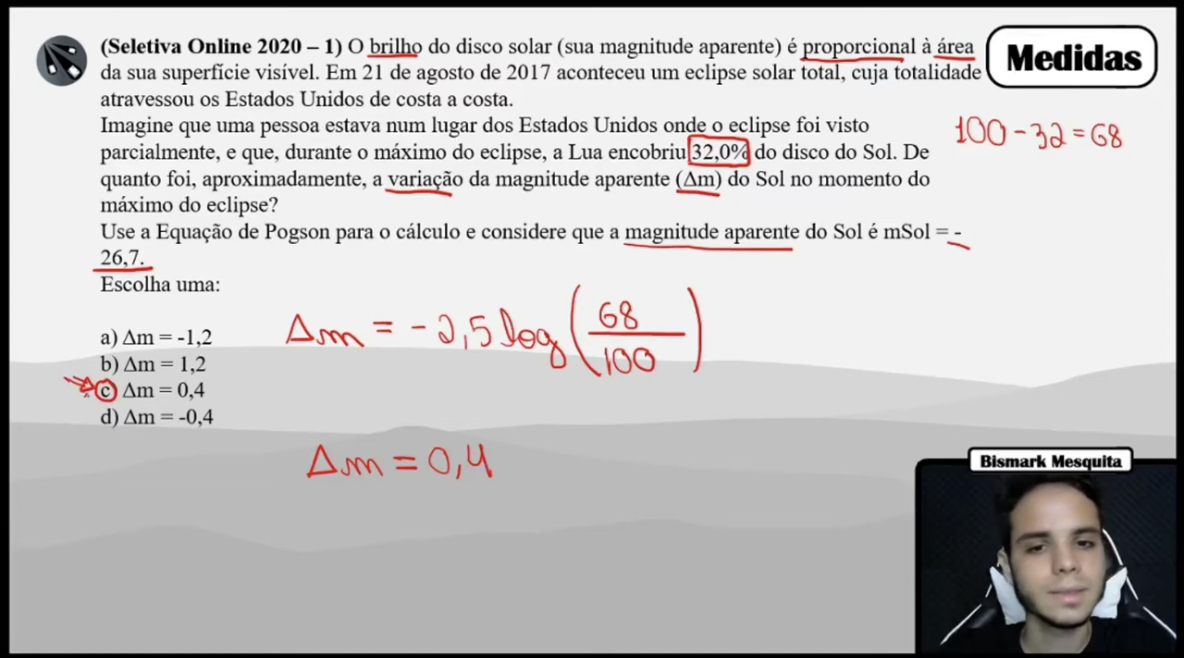 (Seletiva Online 2020 – 1) O brilho do disco solar (sua magnitude aparente) é proporcional à área
da sua superfície visível. Em 21 de agosto de 2017 aconteceu um eclipse solar total, cuja totalidade
atravessou os Estados Unidos de costa a costa.
Imagine que uma pessoa estava num lugar dos Estados Unidos onde o eclipse foi visto
parcialmente, e que, durante o máximo do eclipse, a Lua encobriu 32,0% do disco do Sol. De
quanto foi, aproximadamente, a variação da magnitude aparente (Δm) do Sol no momento do
máximo do eclipse?
Use a Equação de Pogson para o cálculo e considere que a magnitude aparente do Sol é mSol = -
26,7.
Escolha uma:
a) Δm = -1,2
b) Δm = 1,2
c) Δm = 0,4
d) Δm = -0,4
Medidas
100 - 32 = 68
Δm = - 2,5 log (68/100)
Δm = 0,4
Bismark Mesquita